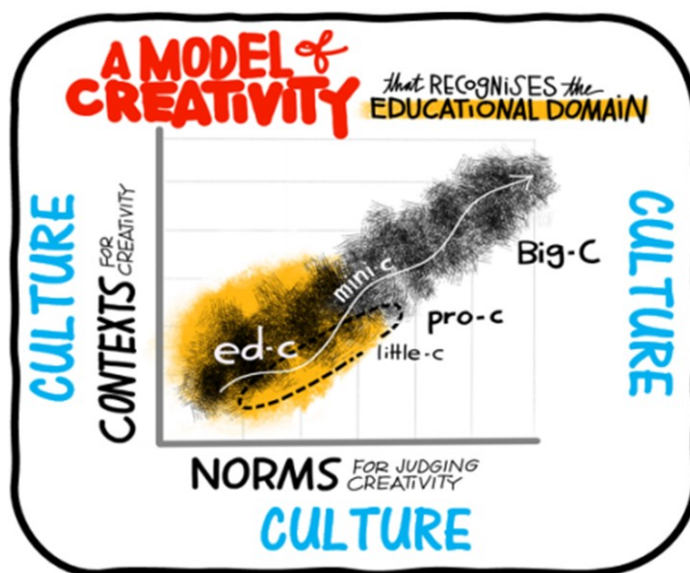 A MODEL of
CREATIVITY
that RECOGNISES the
EDUCATIONAL DOMAIN
CULTURE
CONTEXTS FOR CREATIVITY
mini-c
ed-c
Big-C
pro-c
little-c
CULTURE
NORMS FOR JUDGING
CREATIVITY
CULTURE